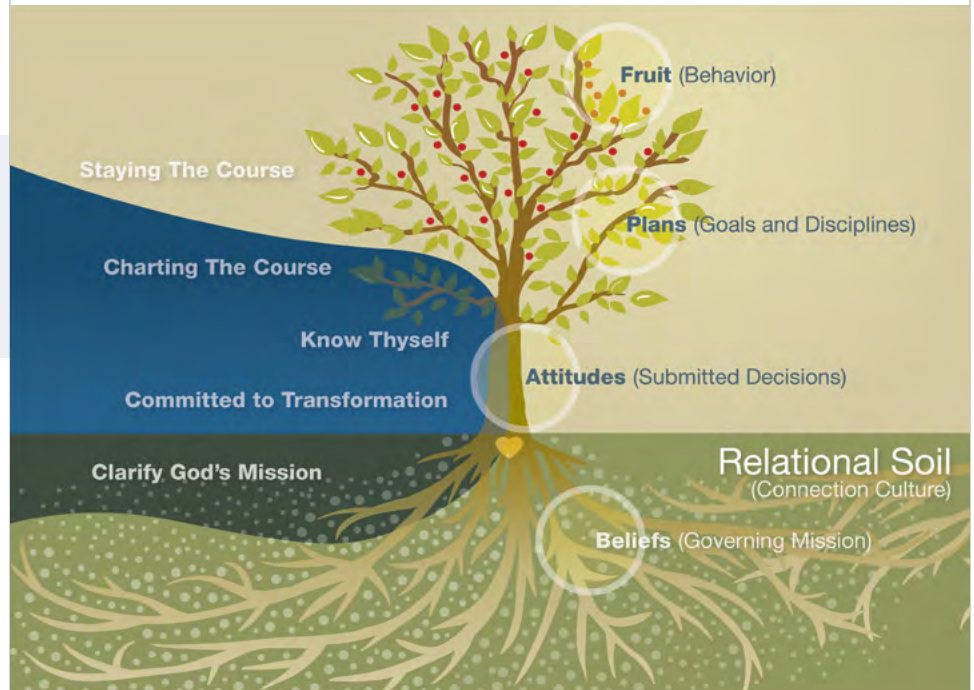 Fruit (Behavior)
Staying The Course
Plans (Goals and Disciplines)
Charting The Course
Know Thyself
Attitudes (Submitted Decisions)
Committed to Transformation
Clarify God's Mission
Relational Soil
(Connection Culture)
Beliefs (Governing Mission)